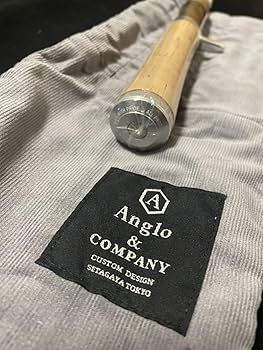 A
Anglo
&
COMPANY
CUSTOM DESIGN
SETAGAYA TOKYO